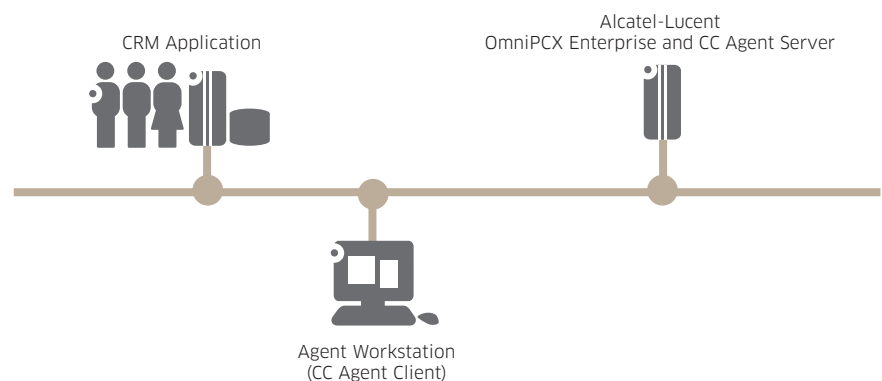 Alcatel-Lucent
CRM Application
OmniPCX Enterprise and CC Agent Server
Agent Workstation
(CC Agent Client)